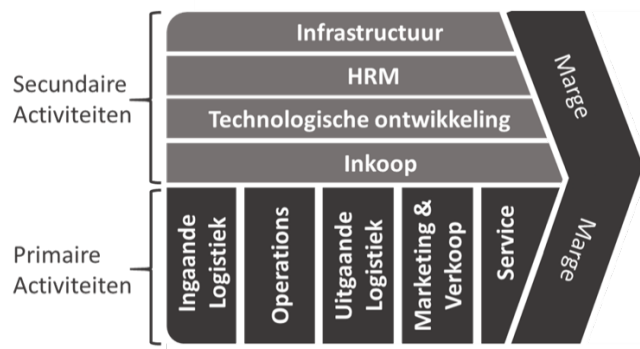 Secundaire
Activiteiten
Infrastructuur
HRM
Technologische ontwikkeling
Inkoop
Marge
Primaire
Activiteiten
Ingaande
Logistiek
Operations
Uitgaande
Logistiek
Marketing &
Verkoop
Service
Marge